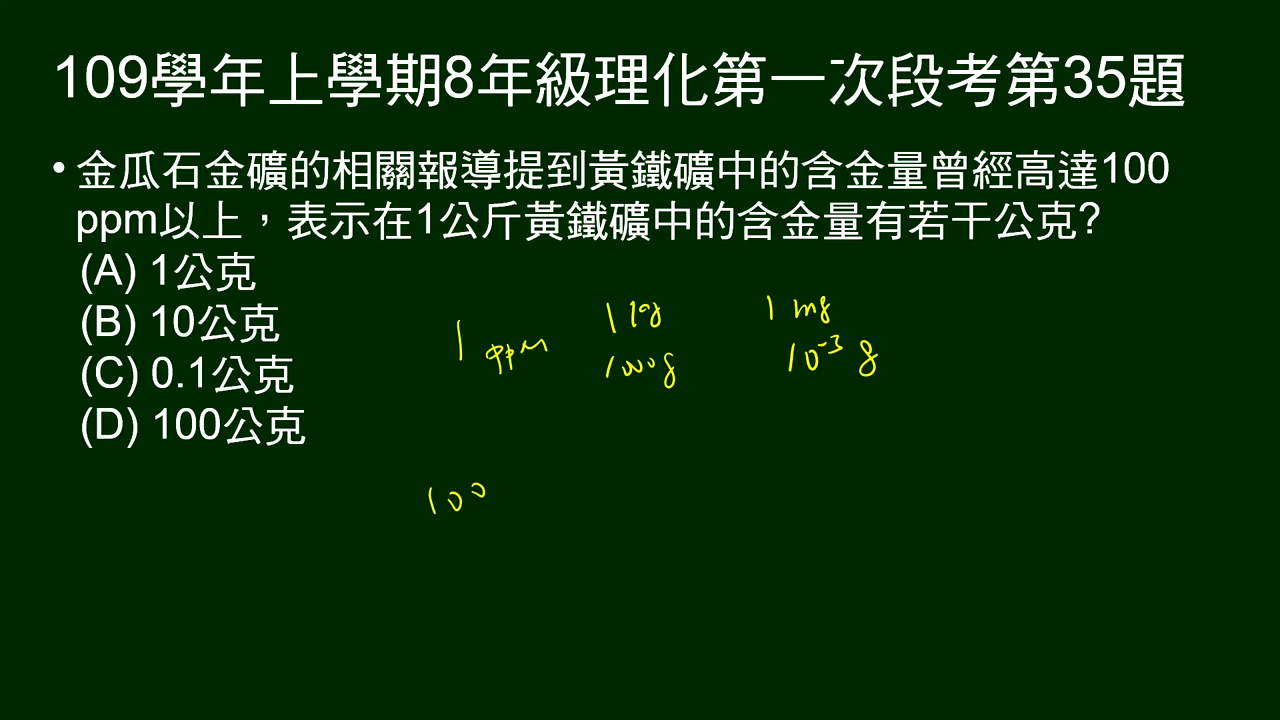 109學年上學期8年級理化第一次段考第35題
• 金瓜石金礦的相關報導提到黃鐵礦中的含金量曾經高達100
ppm以上，表示在1公斤黃鐵礦中的含金量有若干公克?
(A) 1公克
(B) 10公克
(C) 0.1公克
(D) 100公克
1 ppm 1 kg 1 mg
1000g 10⁻³ g
100